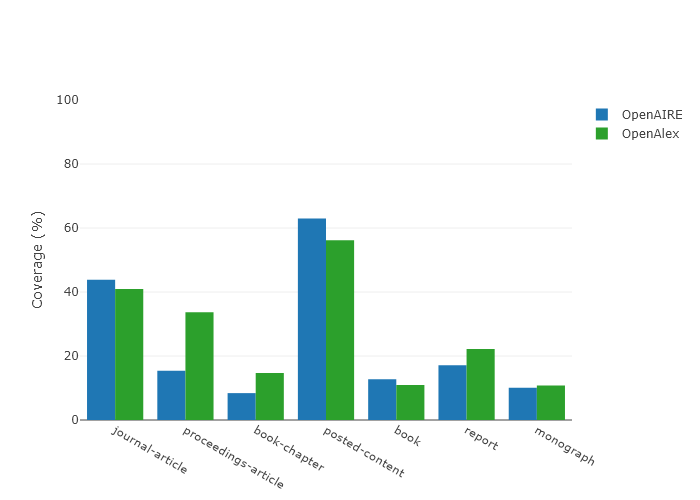 100
80
60
40
20
0
Coverage (%)
OpenAIRE
OpenAlex
journal-article
proceedings-article
book-chapter
posted-content
book
report
monograph